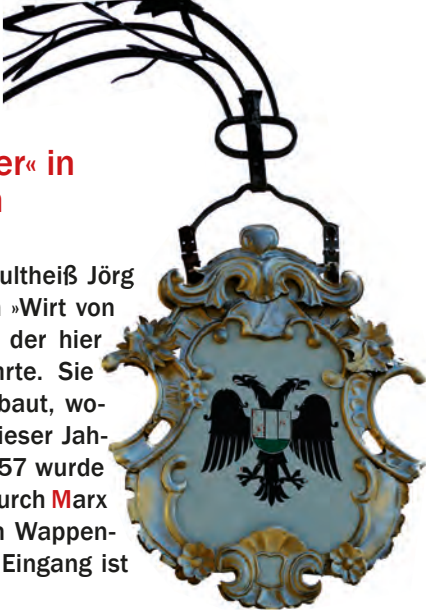 er« in
ultheiß Jörg
»Wirt von
der hier
hrte. Sie
baut, wo-
ieser Jah-
57 wurde
urch Marx
n Wappen-
Eingang ist